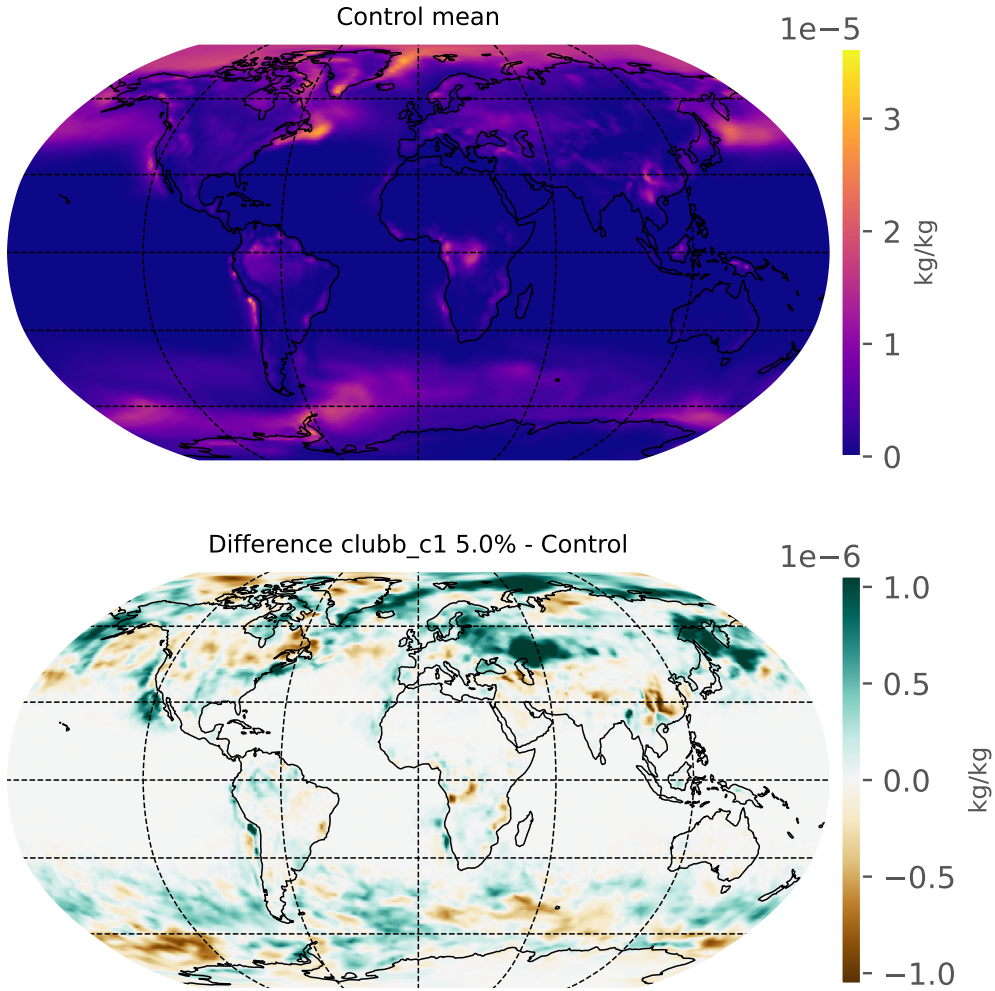 Control mean
1e−5
3
2
1
0
kg/kg
Difference clubb_c1 5.0% - Control
1e−6
1.0
0.5
0.0
−0.5
−1.0
kg/kg